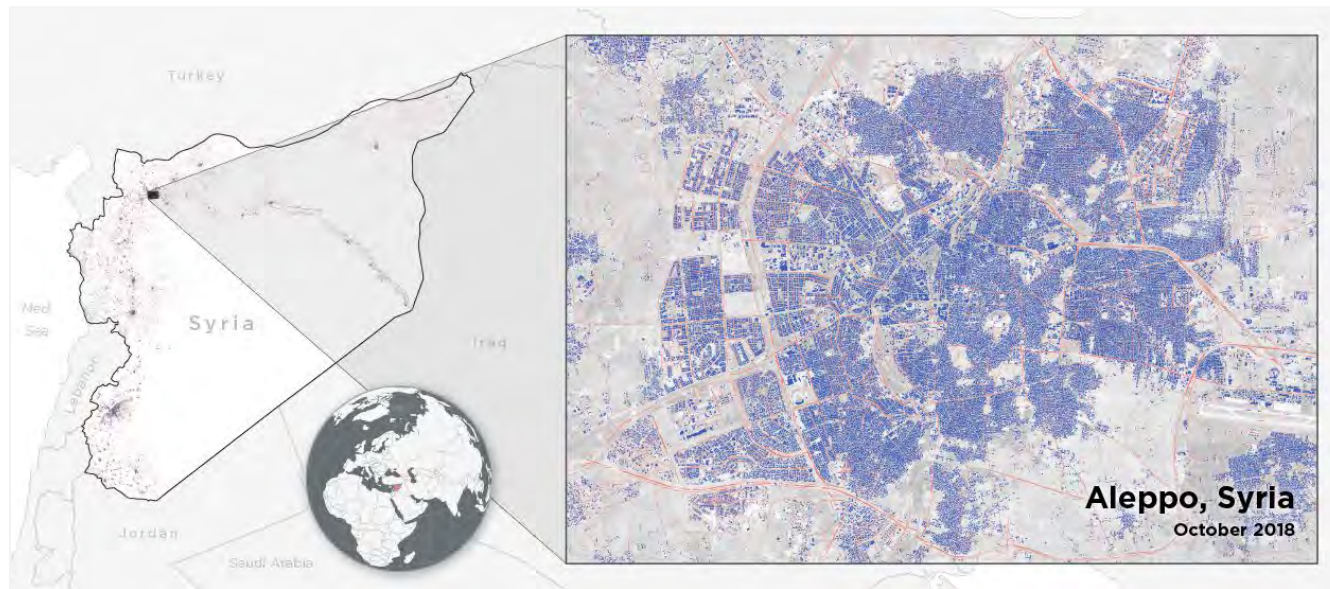 Turkey
Med.
Sea
Syria
Iraq
Lebanon
Jordan
Saudi Arabia
Aleppo, Syria
October 2018